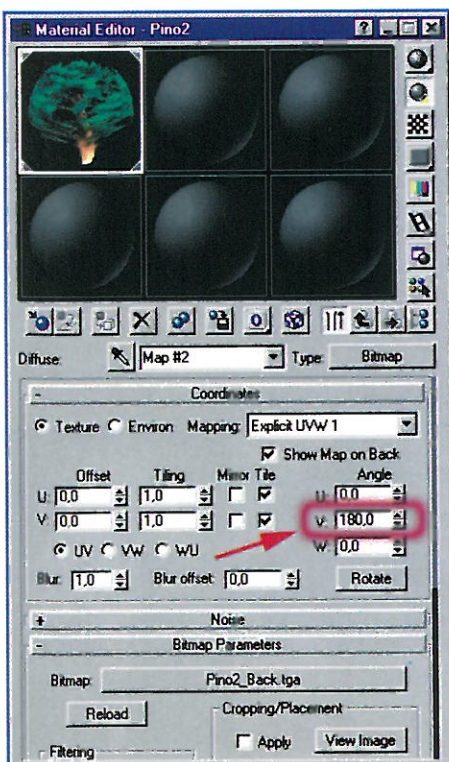 Material Editor - Pino2
Diffuse: Map #2 Type: Bitmap
- Coordinates
Texture Environ Mapping: Explicit UVW 1
Show Map on Back
Offset Tiling Mirror Tile Angle
U: 0,0 1,0 U: 0,0
V: 0,0 1,0 V: 180,0
UV VW WU W: 0,0
Blur: 1,0 Blur offset: 0,0 Rotate
+ Noise
- Bitmap Parameters
Bitmap: Pino2_Back.tga
Reload Cropping/Placement
Filtering Apply View Image